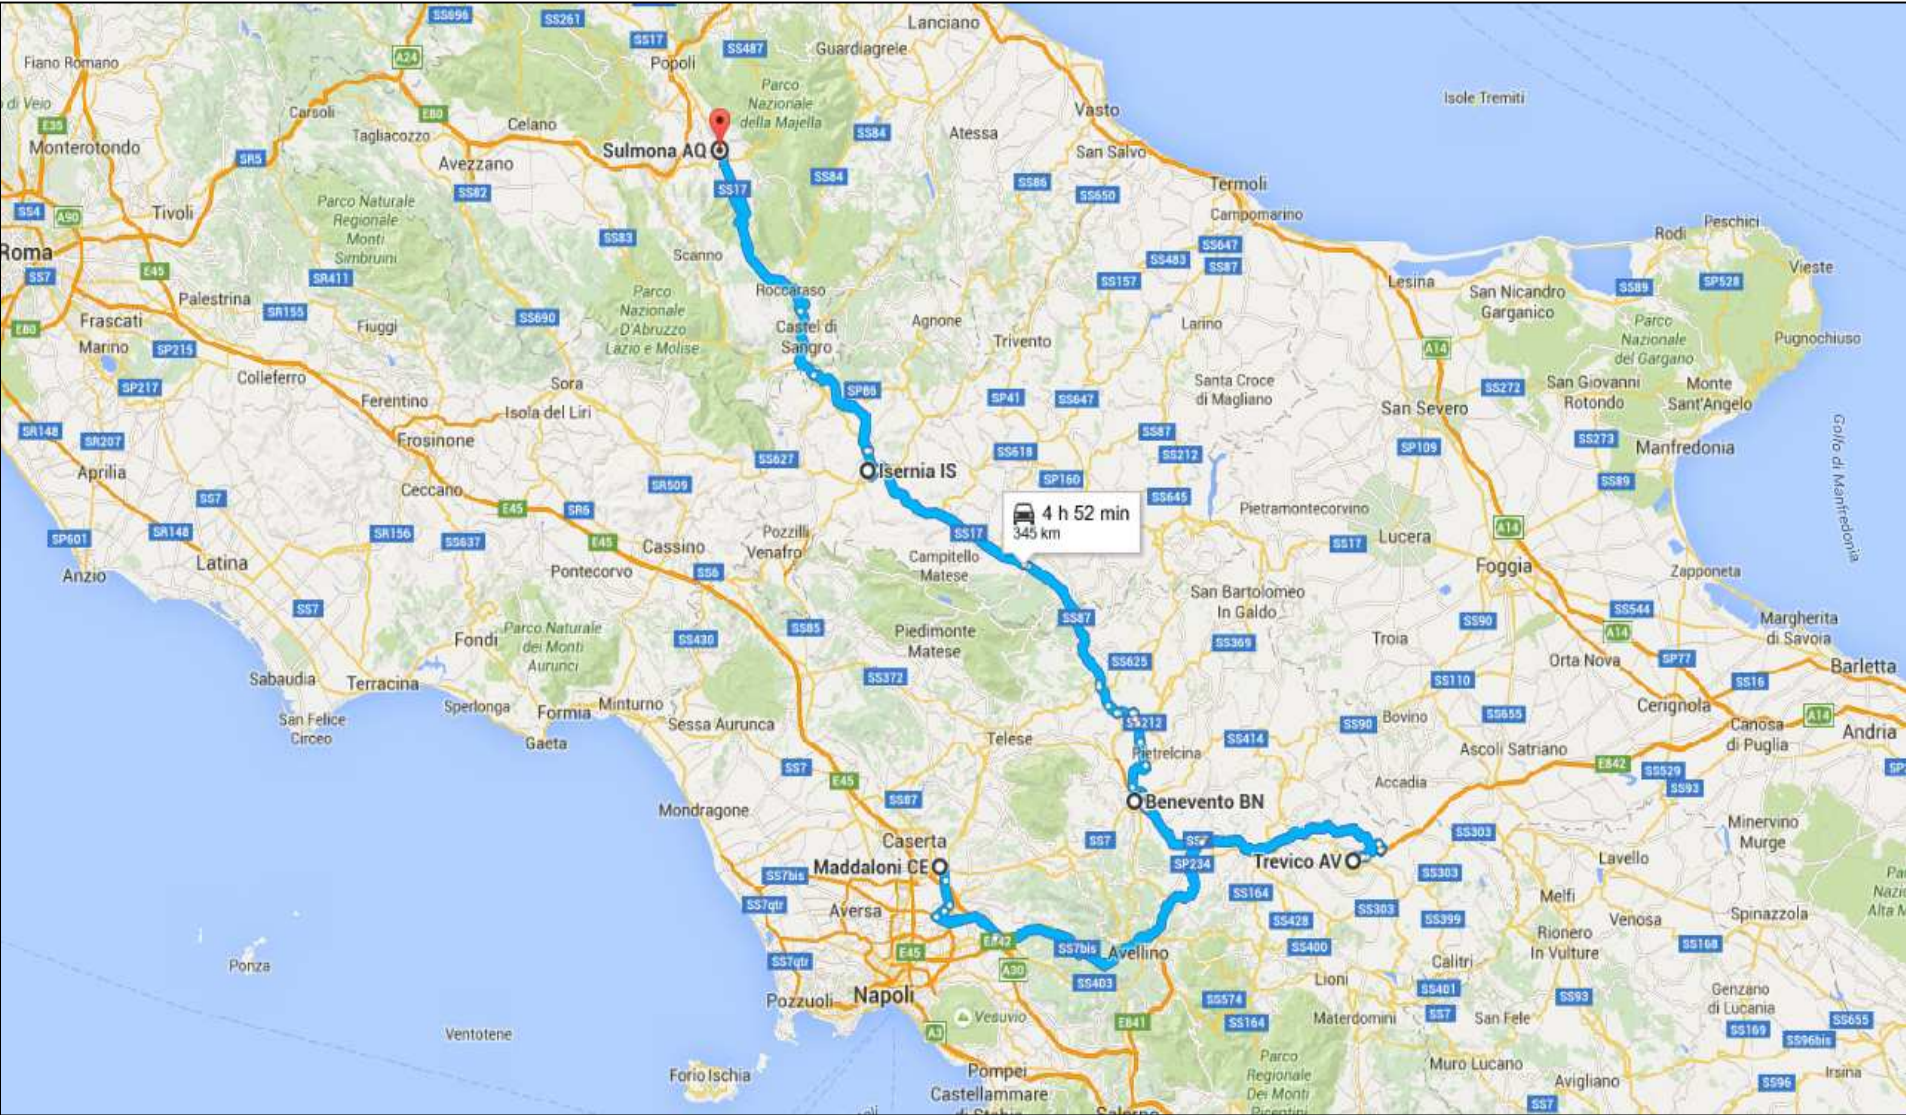 SS696
SS261
Lanciano
SS17
SS487
Guardiagrele
A24
Popoli
Fiano Romano
Parco
Nazionale
della Majella
di Veio
Isole Tremiti
Carsoli
E80
Vasto
E35
Celano
Tagliacozzo
SS84
Atessa
Monterotondo
Sulmona AQ
SR5
Avezzano
San Salvo
SS82
SS17
SS84
SS86
SS650
Termoli
SS4
A90
Tivoli
Parco Naturale
Regionale
Monti
Simbruini
Campomarino
Peschici
Rodi
SS83
SS647
Roma
Scanno
SS483
SS87
SS7
E45
SR411
SS157
Lesina
Vieste
SP528
SS89
Roccaraso
Palestrina
Parco
Nazionale
D'Abruzzo
Lazio e Molise
San Nicandro
Garganico
SR155
SS690
Frascati
Fiuggi
Agnone
Larino
Parco
Nazionale
del Gargano
E80
Castel di
Sangro
Trivento
Pugnochiuso
Marino
SP215
A14
Colleferro
Sora
SP217
SP86
Santa Croce
di Magliano
SS272
San Giovanni
Rotondo
Monte
Sant'Angelo
Ferentino
SP41
SS647
Isola del Liri
San Severo
SR148
SR207
Frosinone
SS87
SS273
Golfo di Manfredonia
SP109
Manfredonia
SS618
SS212
SS627
Aprilia
Isernia IS
SP160
SR509
SS89
Ceccano
SS7
SS645
E45
SR6
4 h 52 min
345 km
Pietramontecorvino
A14
SP601
SR148
SR156
SS637
E45
Pozzilli
SS17
Lucera
SS17
Cassino
Venafro
Campitello
Matese
Latina
Foggia
Anzio
Pontecorvo
SS6
Zapponeta
San Bartolomeo
In Galdo
SS7
SS544
SS87
Margherita
di Savoia
SS90
Parco Naturale
dei Monti
Aurunci
SS85
Piedimonte
Matese
A14
Fondi
SS430
SS369
Troia
SS625
Orta Nova
SP77
Barletta
Sabaudia
Terracina
SS372
SS110
SS16
Sperlonga
Minturno
Formia
Cerignola
San Felice
Circeo
Sessa Aurunca
SS212
SS90
Bovino
SS655
A14
Canosa
di Puglia
Andria
Gaeta
Telese
SS414
Pietrelcina
Ascoli Satriano
E842
SS7
SS529
E45
Accadia
SS93
Mondragone
SS87
Benevento BN
Minervino
Murge
Caserta
SS7
SS7
SS303
Maddaloni CE
SP234
Trevico AV
Lavello
SS7bis
SS303
SS164
Melfi
SS7qtr
Aversa
SS303
SS399
Venosa
Spinazzola
SS428
Rionero
In Vulture
E842
SS7bis
SS400
SS168
E45
Avellino
Ponza
SS7qtr
A30
Calitri
SS403
Lioni
SS401
Napoli
SS574
SS93
Genzano
di Lucania
Pozzuoli
Vesuvio
E841
SS164
Materdomini
SS7
San Fele
SS655
Ventotene
A3
SS169
SS96bis
Parco
Regionale
Dei Monti
Picentini
Muro Lucano
Forio Ischia
Pompei
Avigliano
SS96
Irsina
Castellammare
di Stabia
SS7
Salerno